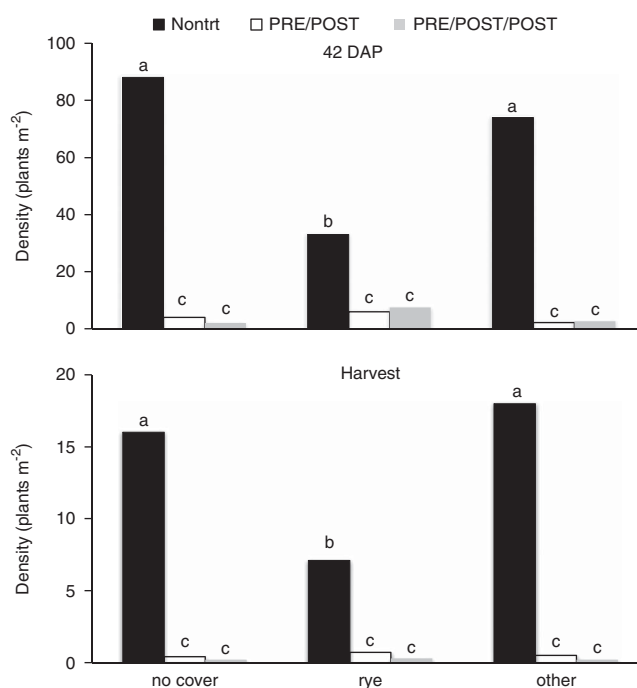 Nontrt PRE/POST PRE/POST/POST
42 DAP
100
80
60
40
20
0
Density (plants m-2)
a c c b c c a c c
Harvest
20
15
10
5
0
Density (plants m-2)
a c c b c c a c c
no cover rye other